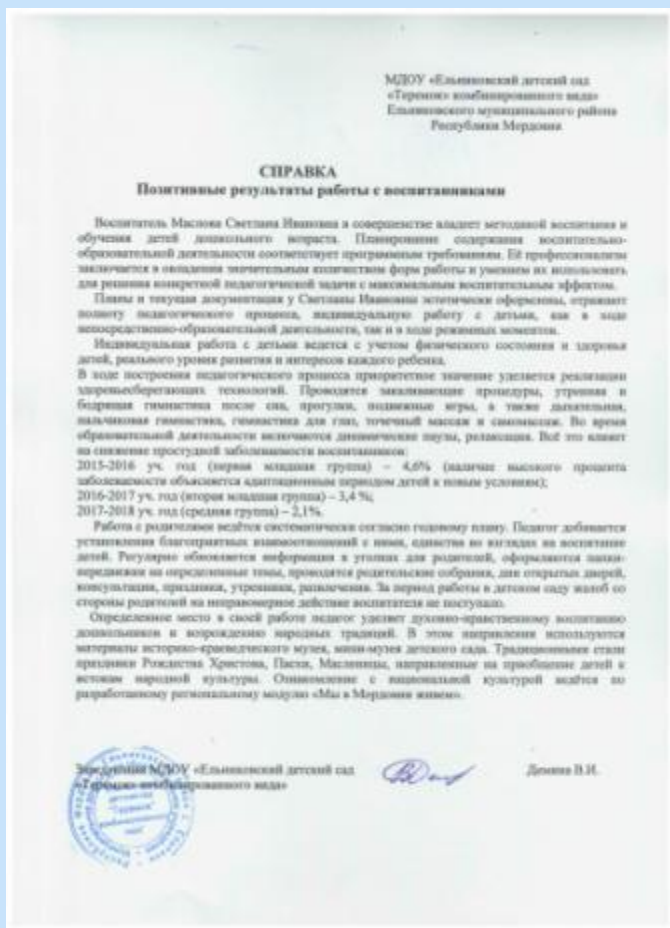 МДОУ «Ельниковский детский сад
«Теремок» комбинированного вида»
Ельниковского муниципального района
Республики Мордовия
СПРАВКА
Позитивные результаты работы с воспитанниками
Воспитатель Маслова Светлана Ивановна в совершенстве владеет методикой воспитания и
обучения детей дошкольного возраста. Планирование содержания воспитательно-
образовательной деятельности соответствует программным требованиям. Её профессионализм
заключается в овладении значительным количеством форм работы и умением их использовать
для решения конкретной педагогической задачи с максимальным воспитательным эффектом.
Планы и текущая документация у Светланы Ивановны эстетически оформлены, отражают
полноту педагогического процесса, индивидуальную работу с детьми, как в ходе
непосредственно-образовательной деятельности, так и в ходе режимных моментов.
Индивидуальная работа с детьми ведется с учетом физического состояния и здоровья
детей, реального уровня развития и интересов каждого ребенка.
В ходе построения педагогического процесса приоритетное значение уделяется реализации
здоровьесберегающих технологий. Проводятся закаливающие процедуры, утренняя и
бодрящая гимнастика после сна, прогулки, подвижные игры, а также дыхательная,
пальчиковая гимнастика, гимнастика для глаз, точечный массаж и самомассаж. Во время
образовательной деятельности включаются динамические паузы, релаксация. Всё это влияет
на снижение простудной заболеваемости воспитанников:
2015-2016 уч. год (первая младшая группа) – 4,6% (наличие высокого процента
заболеваемости объясняется адаптационным периодом детей к новым условиям);
2016-2017 уч. год (вторая младшая группа) – 3,4 %;
2017-2018 уч. год (средняя группа) – 2,1%.
Работа с родителями ведётся систематически согласно годовому плану. Педагог добивается
установления благоприятных взаимоотношений с ними, единства во взглядах на воспитание
детей. Регулярно обновляется информация в уголках для родителей, оформляются папки-
передвижки на определенные темы, проводятся родительские собрания, дни открытых дверей,
консультации, праздники, утренники, развлечения. За период работы в детском саду жалоб со
стороны родителей на неправомерное действие воспитателя не поступало.
Определенное место в своей работе педагог уделяет духовно-нравственному воспитанию
дошкольников и возрождению народных традиций. В этом направлении используются
материалы историко-краеведческого музея, мини-музея детского сада. Традиционными стали
праздники Рождества Христова, Пасхи, Масленицы, направленные на приобщение детей к
истокам народной культуры. Ознакомление с национальной культурой ведётся по
разработанному региональному модулю «Мы в Мордовии живем».
Заведующая МДОУ «Ельниковский детский сад
«Теремок» комбинированного вида»
Демина В.И.